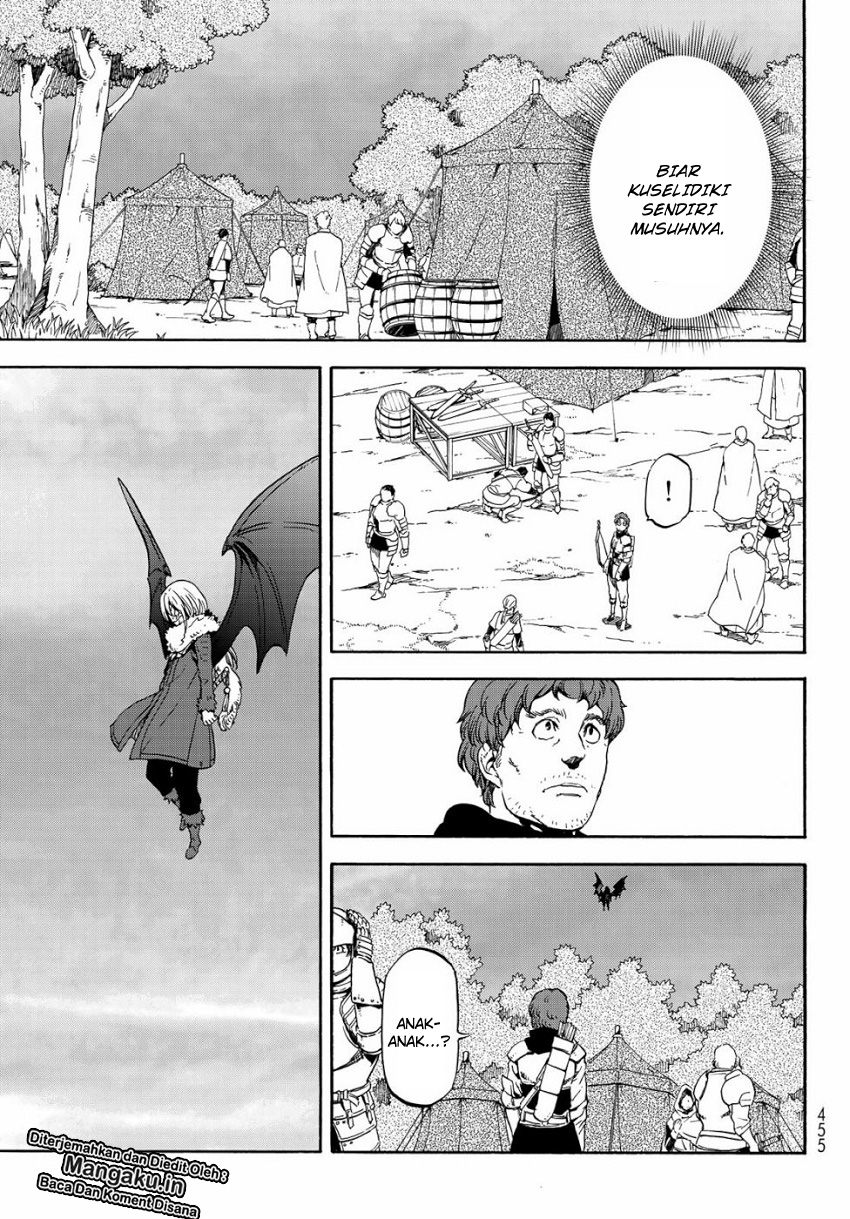 BIAR
KUSELIDIKI
SENDIRI
MUSUHNYA.
!
ANAK-
ANAK...?
455
Diterjemahkan dan Diedit Oleh :
Mangaku.in
Baca Dan Koment Disana